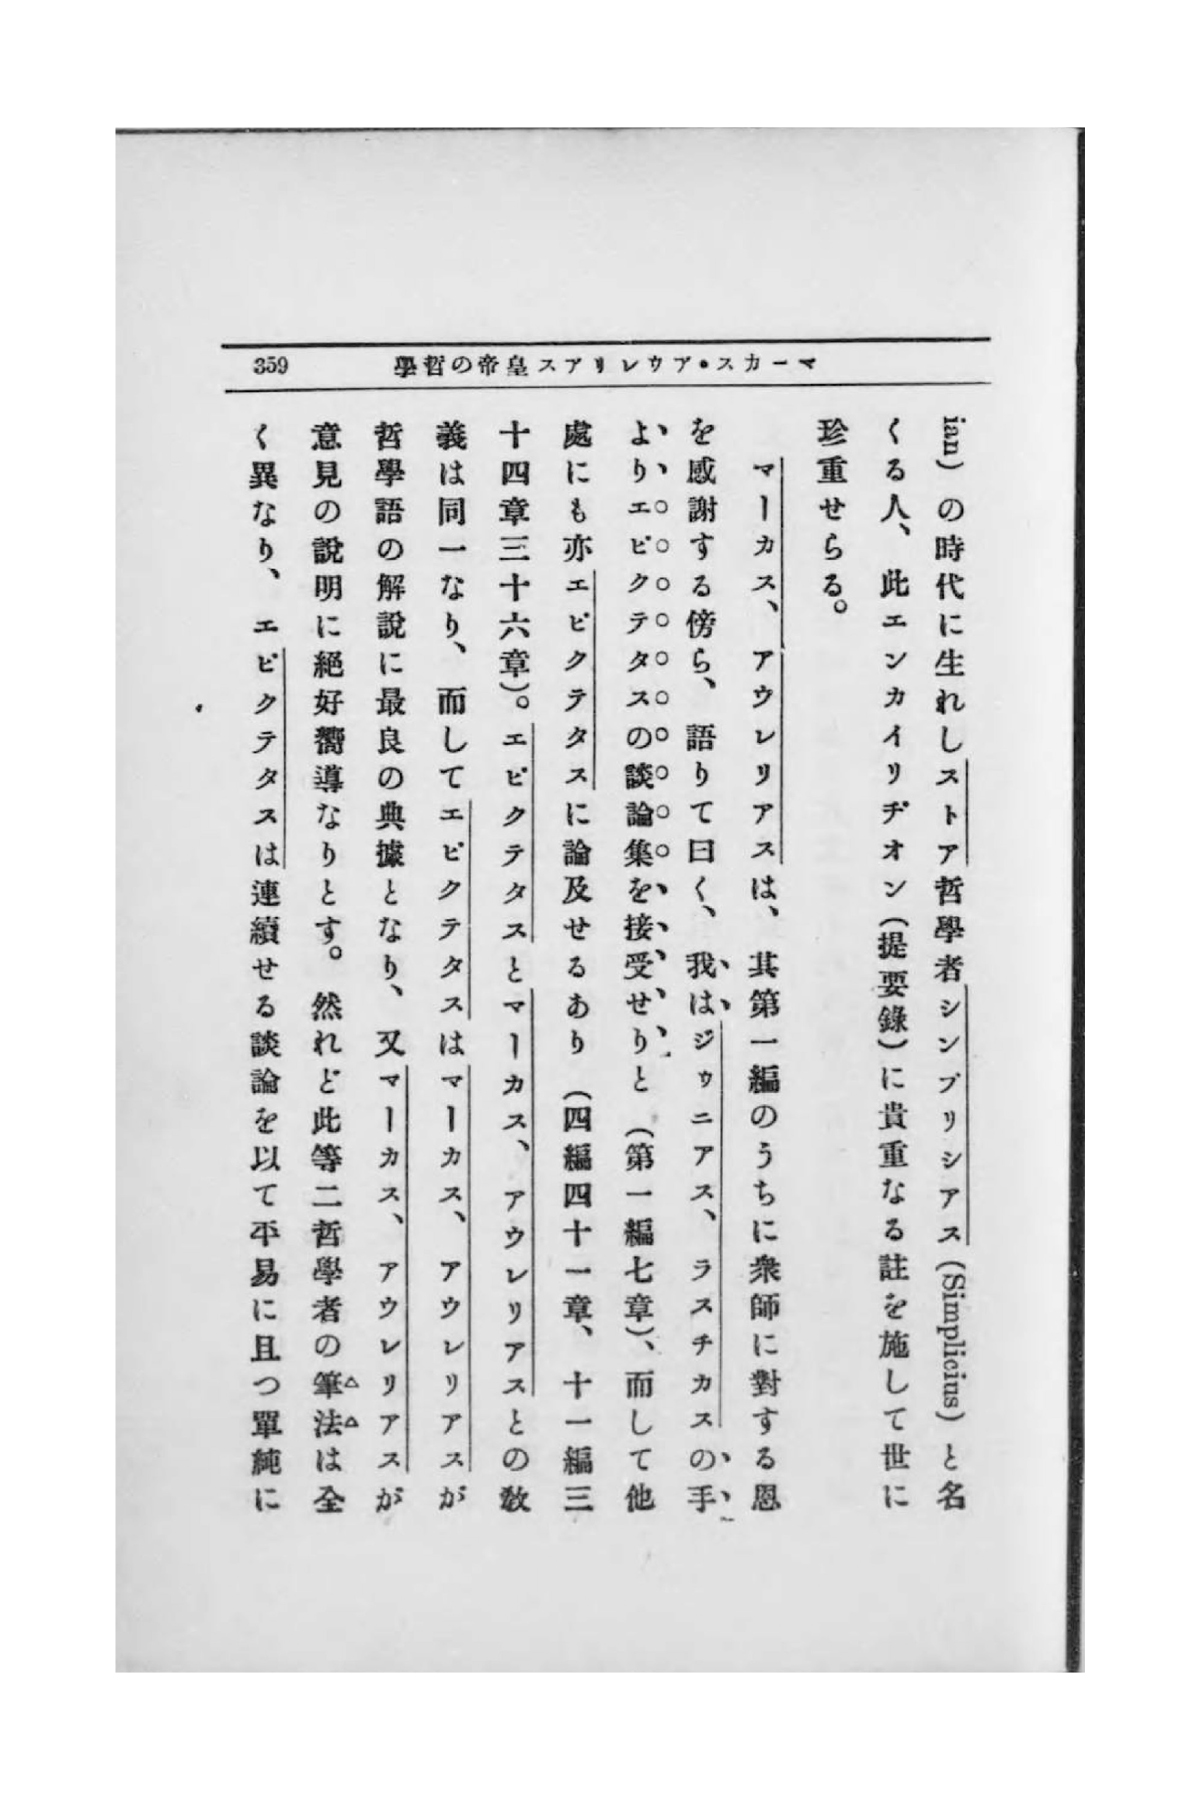 マーカス・アウレリアス皇帝の哲學
359
ian)の時代に生れしストア哲學者シンプリシアス(Simplicius)と名
くる人、此エンカイリヂオン(提要錄)に貴重なる註を施して世に
珍重せらる。
マーカス、アウレリアスは、其第一編のうちに衆師に對する恩
を感謝する傍ら、語りて曰く、我はジウニアス、ラスチカスの手
よりエピクテタスの談論集を接受せりと(第一編七章)、而して他
處にも亦エピクテタスに論及せるあり(四編四十一章、十一編三
十四章三十六章)。エピクテタスとマーカス、アウレリアスとの教
義は同一なり、而してエピクテタスはマーカス、アウレリアスが
哲學語の解説に最良の典據となり、又マーカス、アウレリアスが
意見の說明に絕好嚮導なりとす。然れど此等二哲學者の筆法は全
く異なり、エピクテタスは連續せる談論を以て平易に且つ單純に